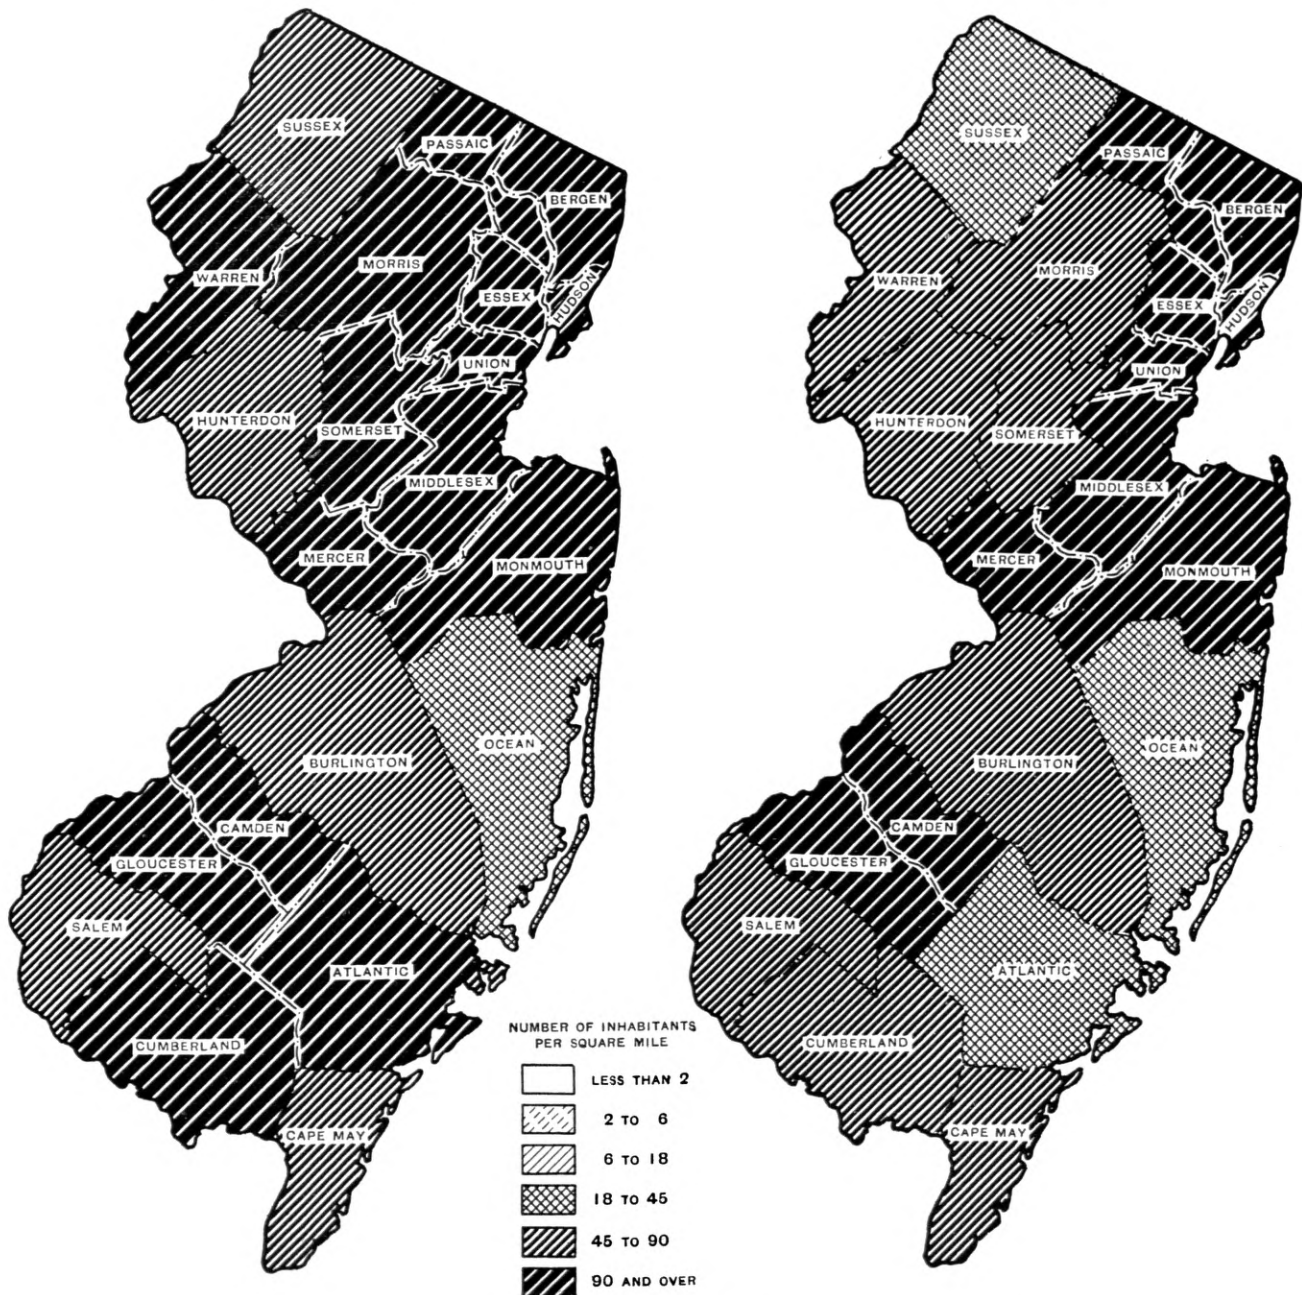 SUSSEX
PASSAIC
BERGEN
WARREN
MORRIS
ESSEX
HUDSON
UNION
HUNTERDON
SOMERSET
MIDDLESEX
MERCER
MONMOUTH
OCEAN
BURLINGTON
CAMDEN
GLOUCESTER
SALEM
ATLANTIC
CUMBERLAND
CAPE MAY
NUMBER OF INHABITANTS
PER SQUARE MILE
LESS THAN 2
2 TO 6
6 TO 18
18 TO 45
45 TO 90
90 AND OVER
SUSSEX
PASSAIC
BERGEN
WARREN
MORRIS
ESSEX
HUDSON
UNION
HUNTERDON
SOMERSET
MIDDLESEX
MERCER
MONMOUTH
OCEAN
BURLINGTON
CAMDEN
GLOUCESTER
SALEM
ATLANTIC
CUMBERLAND
CAPE MAY